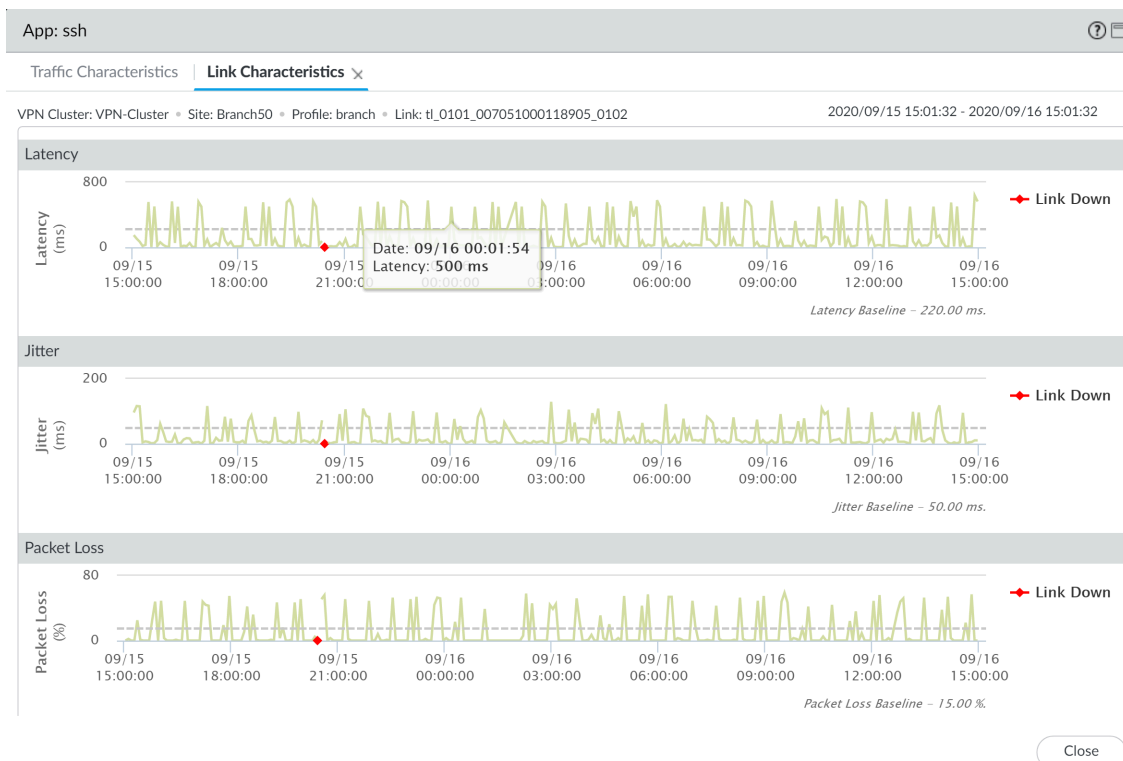 App: ssh
Traffic Characteristics
Link Characteristics
VPN Cluster: VPN-Cluster • Site: Branch50 • Profile: branch • Link: tl_0101_007051000118905_0102
2020/09/15 15:01:32 - 2020/09/16 15:01:32
Latency
800
0
Latency
(ms)
Link Down
Date: 09/16 00:01:54
Latency: 500 ms
09/15 09/15 09/15 09/16 09/16 09/16 09/16 09/16
15:00:00 18:00:00 21:00:00 00:00:00 03:00:00 06:00:00 09:00:00 12:00:00 15:00:00
Latency Baseline – 220.00 ms.
Jitter
200
0
Jitter
(ms)
Link Down
09/15 09/15 09/15 09/16 09/16 09/16 09/16 09/16 09/16
15:00:00 18:00:00 21:00:00 00:00:00 03:00:00 06:00:00 09:00:00 12:00:00 15:00:00
Jitter Baseline – 50.00 ms.
Packet Loss
80
0
Packet Loss
(%)
Link Down
09/15 09/15 09/15 09/16 09/16 09/16 09/16 09/16 09/16
15:00:00 18:00:00 21:00:00 00:00:00 03:00:00 06:00:00 09:00:00 12:00:00 15:00:00
Packet Loss Baseline – 15.00 %.
Close